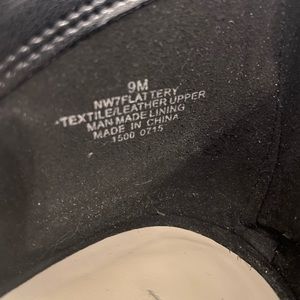 9M
NW7FLATTERY
TEXTILE/LEATHER UPPER
MAN MADE LINING
MADE IN CHINA
1500 0715